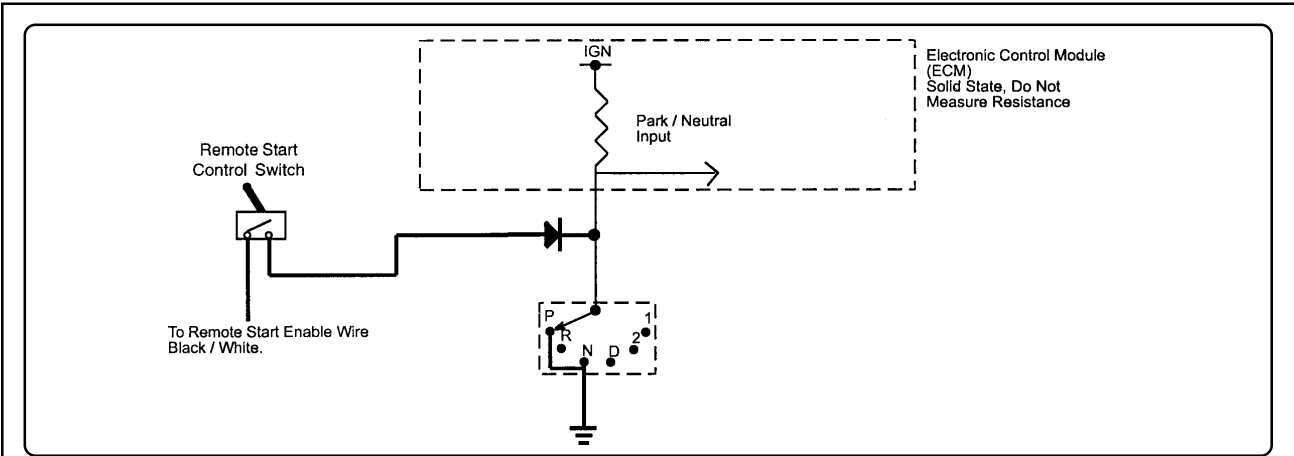 IGN
Electronic Control Module
(ECM)
Solid State, Do Not
Measure Resistance
Park / Neutral
Input
Remote Start
Control Switch
To Remote Start Enable Wire
Black / White.
P
R
N
D
2
1